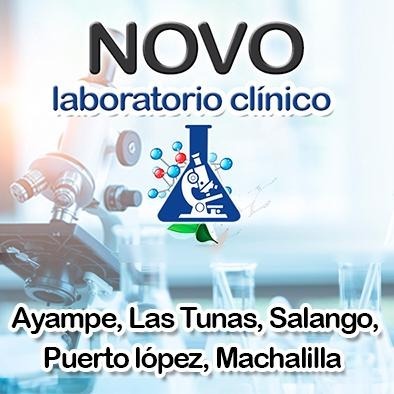 NOVO
laboratorio clínico
Ayampe, Las Tunas, Salango,
Puerto lópez, Machalilla